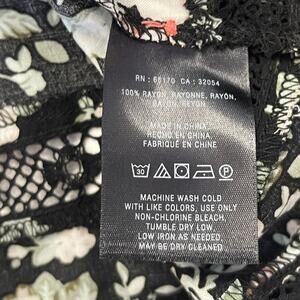 RN : 65170 CA : 32054
100% RAYON, RAYONNE, RAYON,
RAYON, REYON
MADE IN CHINA,
HECHO EN CHINA,
FABRIQUÉ EN CHINE
30 P
MACHINE WASH COLD
WITH LIKE COLORS, USE ONLY
NON-CHLORINE BLEACH,
TUMBLE DRY LOW,
LOW IRON AS NEEDED,
MAY BE DRY CLEANED